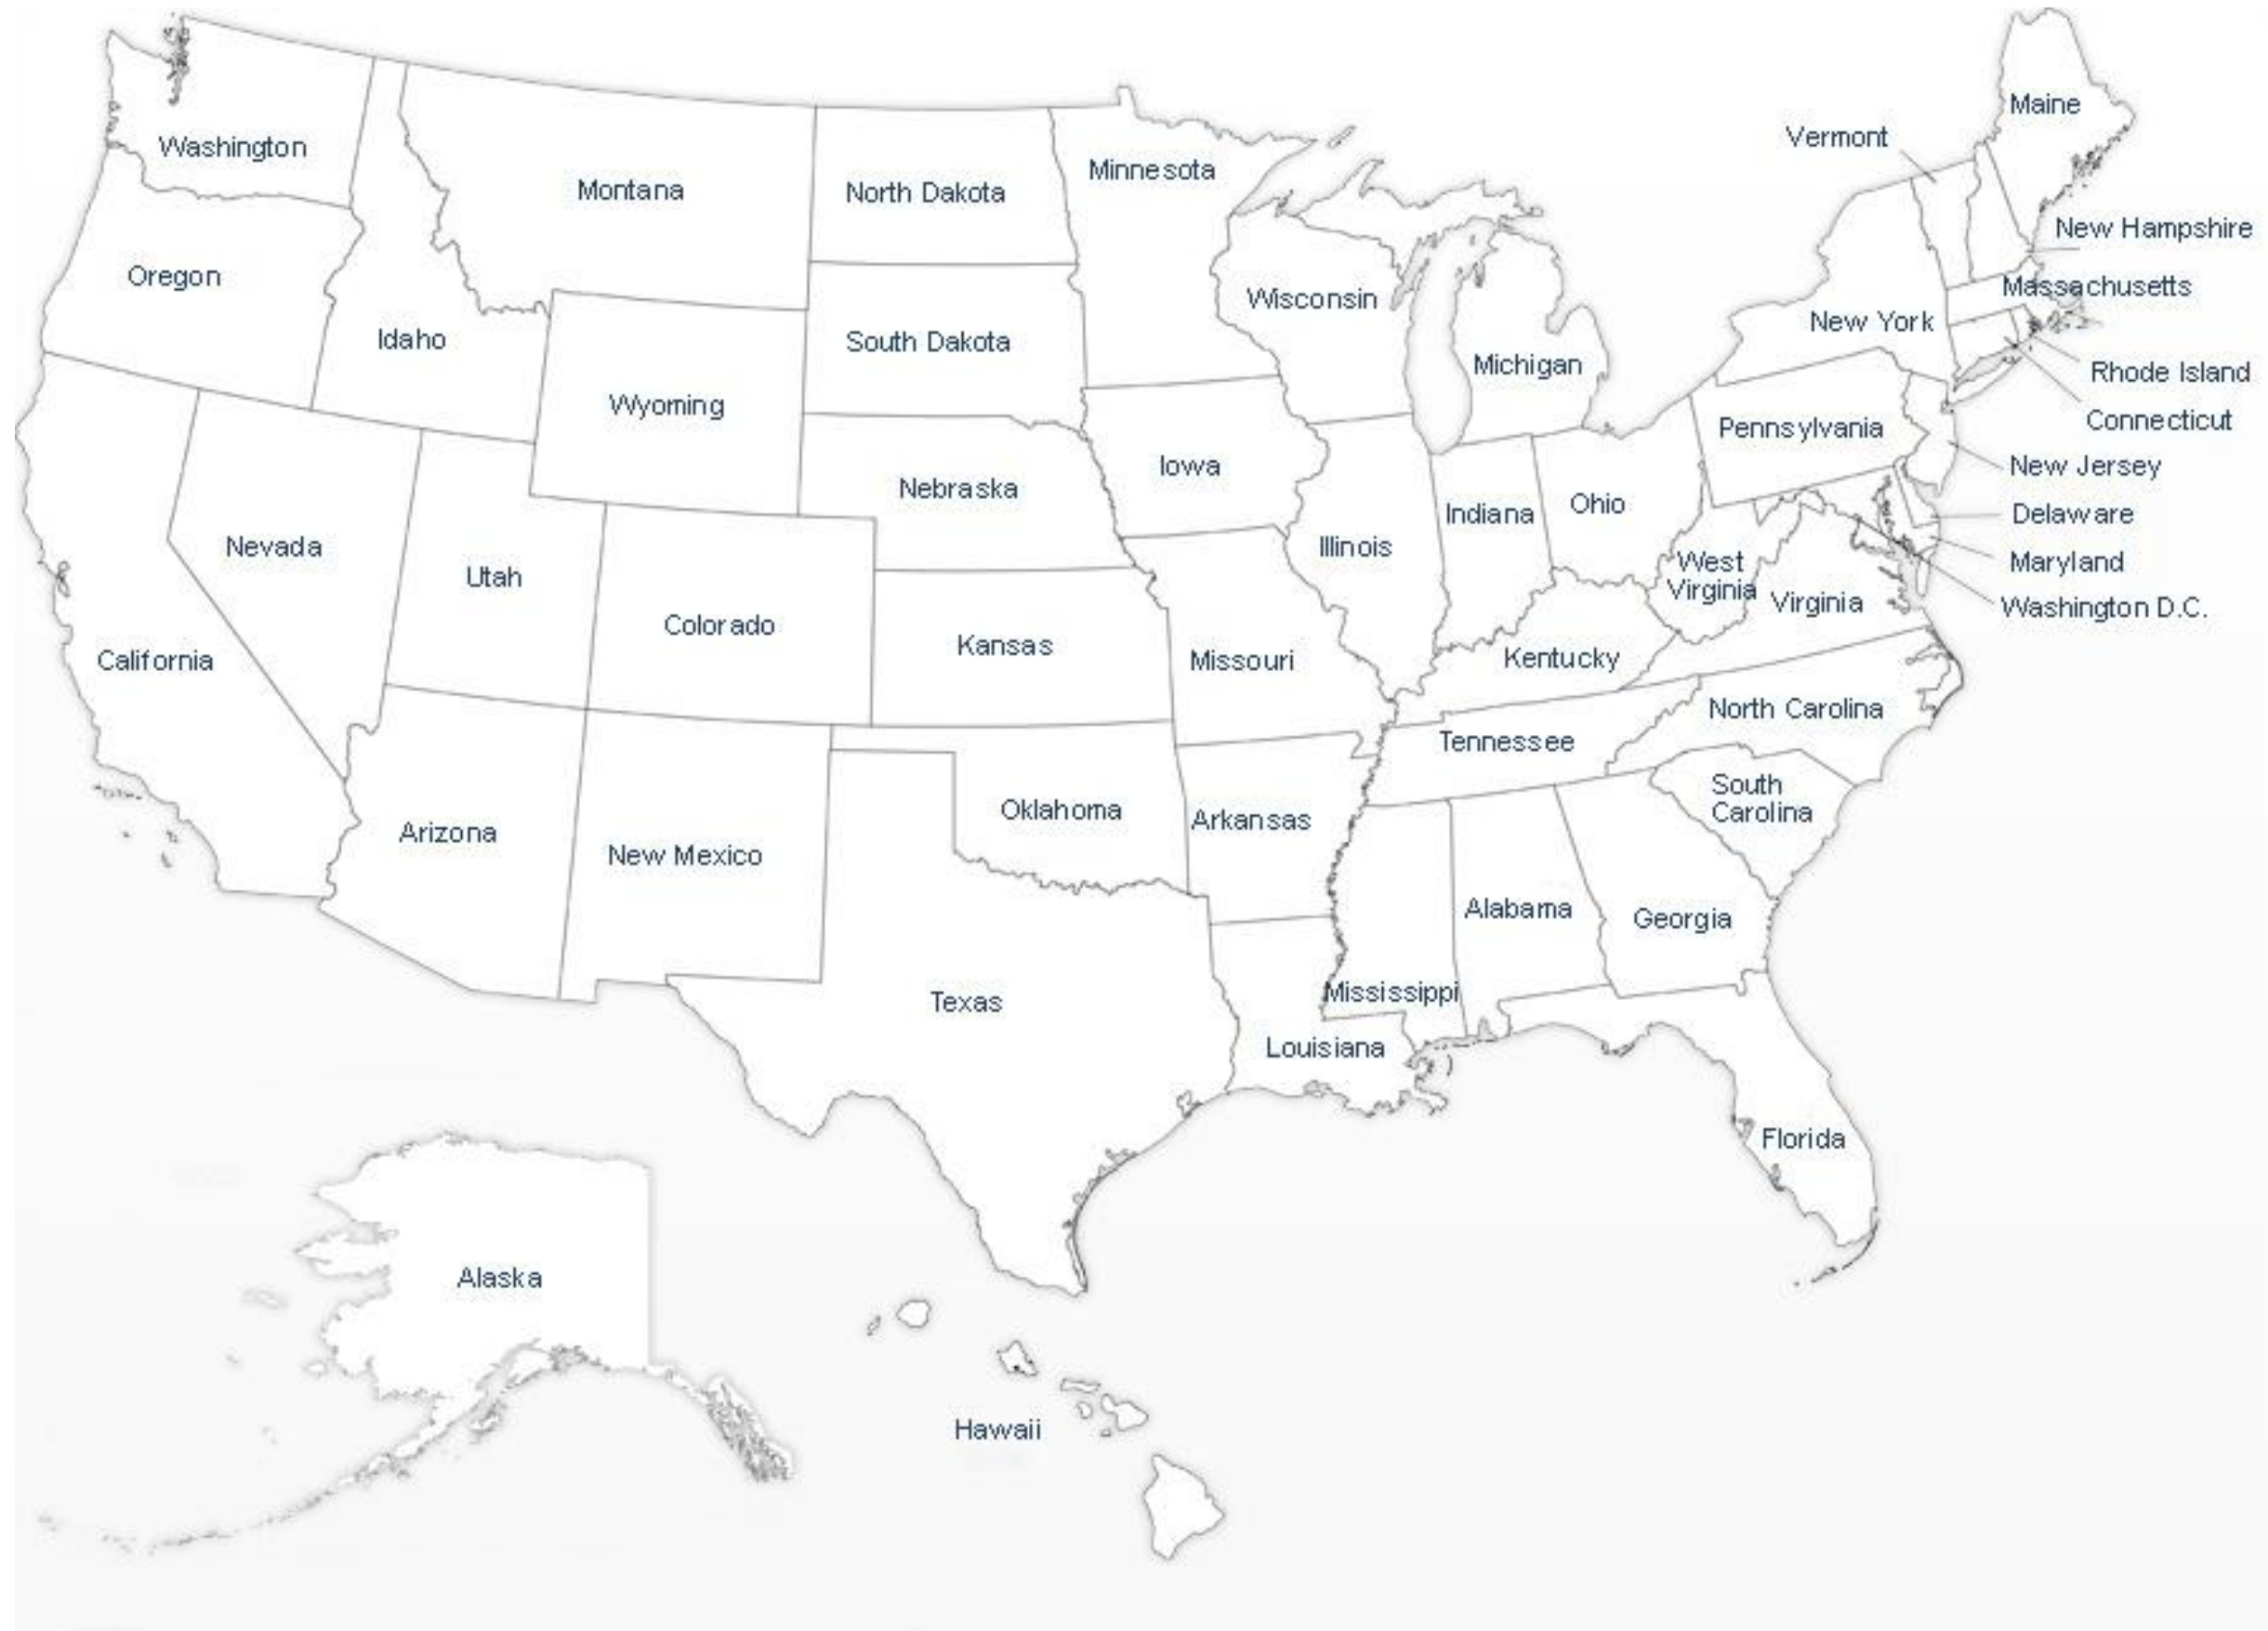 Maine
Vermont
Washington
Minnesota
Montana
North Dakota
New Hampshire
Oregon
Massachusetts
Wisconsin
New York
Idaho
South Dakota
Michigan
Rhode Island
Wyoming
Connecticut
Pennsylvania
Iowa
New Jersey
Nebraska
Ohio
Indiana
Delaware
Nevada
Illinois
West
Virginia
Maryland
Utah
Virginia
Washington D.C.
Colorado
Kansas
California
Missouri
Kentucky
North Carolina
Tennessee
South
Carolina
Oklahoma
Arkansas
Arizona
New Mexico
Alabama
Georgia
Texas
Mississippi
Louisiana
Florida
Alaska
Hawaii